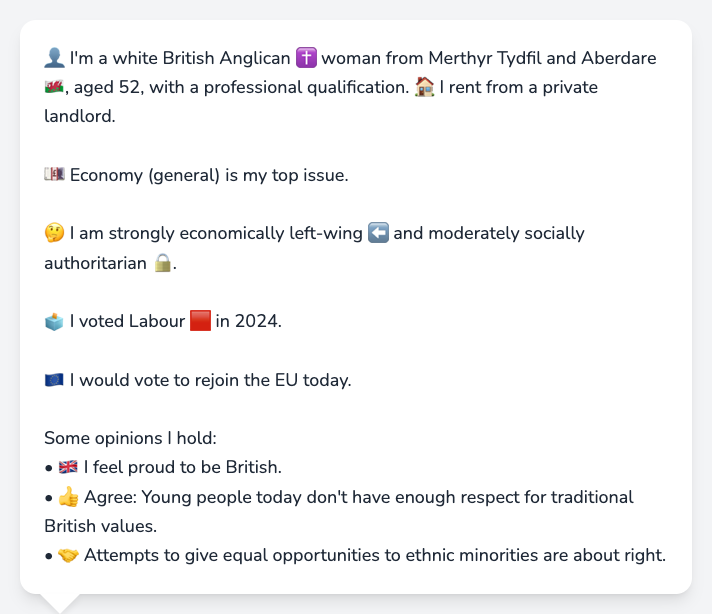 👤 I'm a white British Anglican ✝️ woman from Merthyr Tydfil and Aberdare
🏴󠁧󠁢󠁷󠁬󠁳󠁿, aged 52, with a professional qualification. 🏠 I rent from a private
landlord.
💷 Economy (general) is my top issue.
🤔 I am strongly economically left-wing ⬅️ and moderately socially
authoritarian 🔒.
🗳️ I voted Labour 🟥 in 2024.
🇪🇺 I would vote to rejoin the EU today.
Some opinions I hold:
• 🇬🇧 I feel proud to be British.
• 👍 Agree: Young people today don't have enough respect for traditional
British values.
• 🤝 Attempts to give equal opportunities to ethnic minorities are about right.